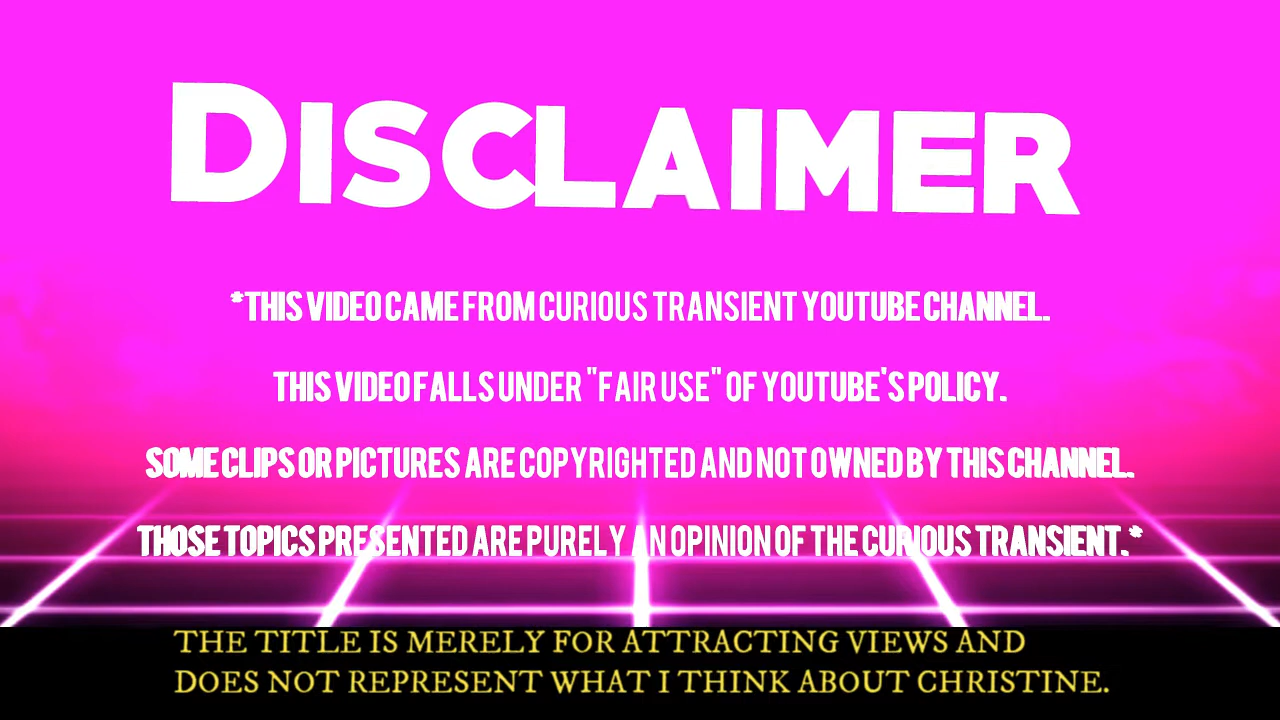 DISCLAIMER
*THIS VIDEO CAME FROM CURIOUS TRANSIENT YOUTUBE CHANNEL.
THIS VIDEO FALLS UNDER "FAIR USE" OF YOUTUBE'S POLICY.
SOME CLIPS OR PICTURES ARE COPYRIGHTED AND NOT OWNED BY THIS CHANNEL.
THOSE TOPICS PRESENTED ARE PURELY AN OPINION OF THE CURIOUS TRANSIENT.*
THE TITLE IS MERELY FOR ATTRACTING VIEWS AND
DOES NOT REPRESENT WHAT I THINK ABOUT CHRISTINE.